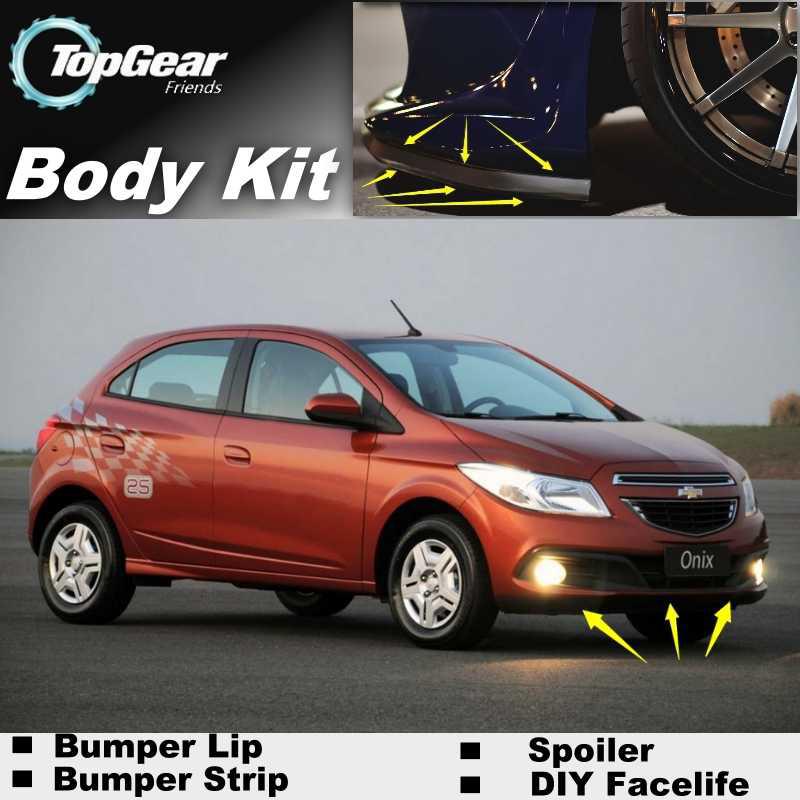 TopGear
Friends
Body Kit
25
Onix
■ Bumper Lip
■ Bumper Strip
■ Spoiler
■ DIY Facelife